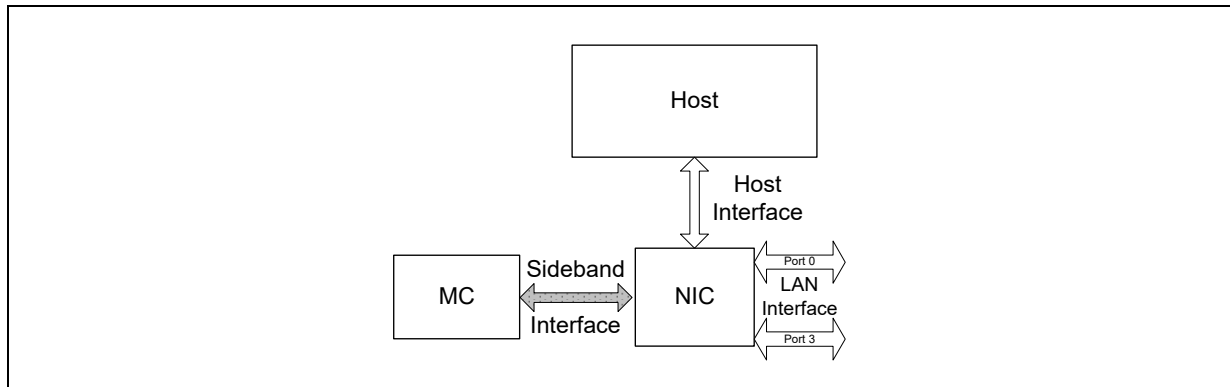 Host
Host
Interface
Sideband
MC
NIC
Interface
Port 0
LAN
Interface
Port 3